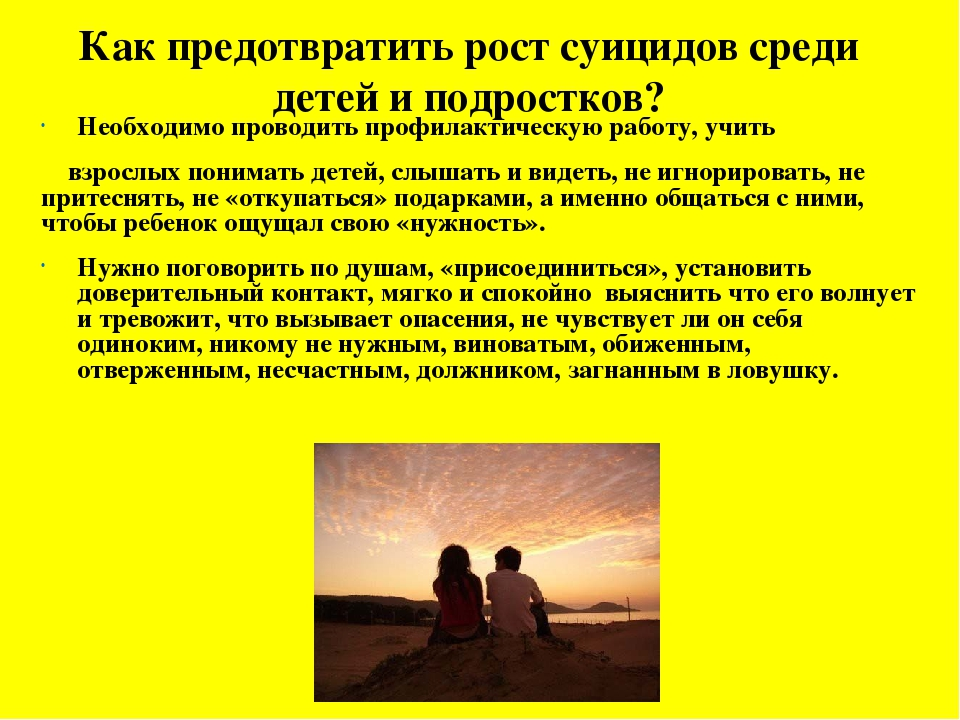 Как предотвратить рост суицидов среди
детей и подростков?
• Необходимо проводить профилактическую работу, учить
взрослых понимать детей, слышать и видеть, не игнорировать, не
притеснять, не «откупаться» подарками, а именно общаться с ними,
чтобы ребенок ощущал свою «нужность».
• Нужно поговорить по душам, «присоединиться», установить
доверительный контакт, мягко и спокойно выяснить что его волнует
и тревожит, что вызывает опасения, не чувствует ли он себя
одиноким, никому не нужным, виноватым, обиженным,
отверженным, несчастным, должником, загнанным в ловушку.